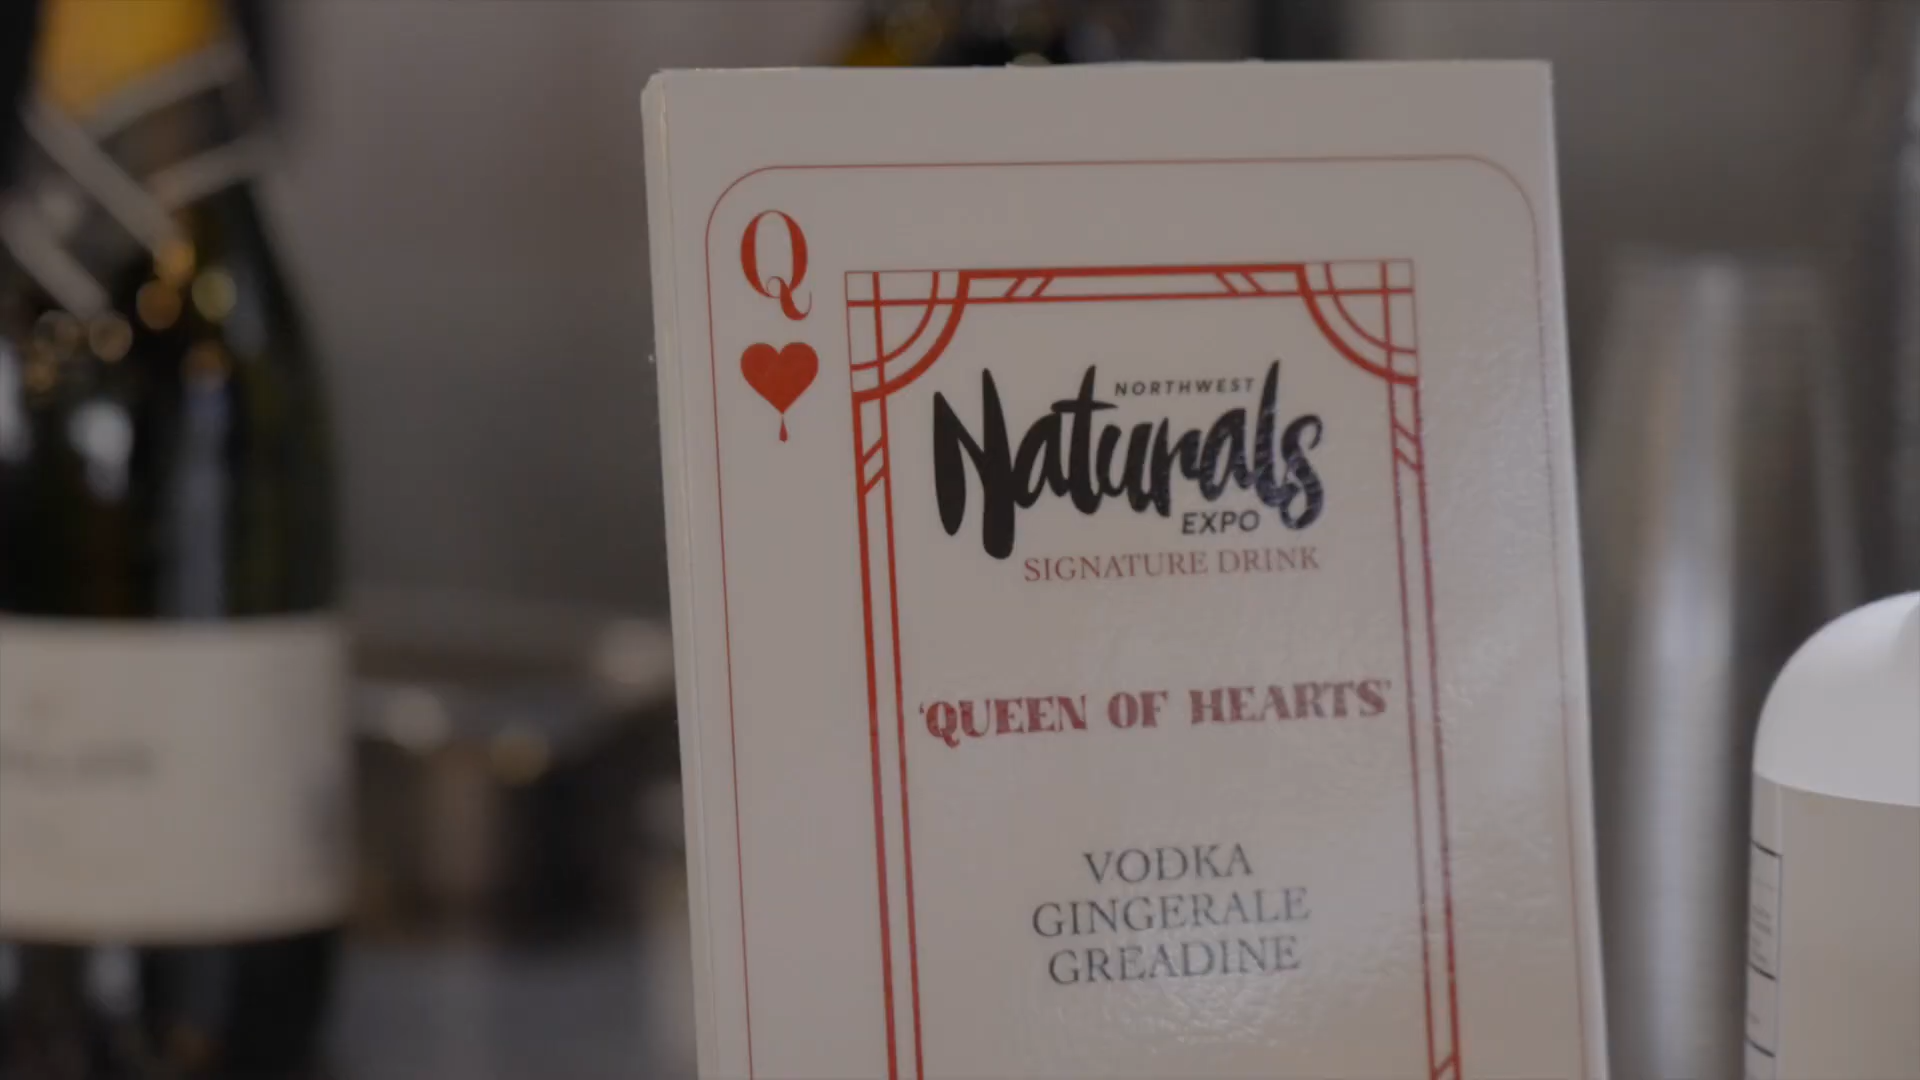 Q
NORTHWEST
Naturals
EXPO
SIGNATURE DRINK
'QUEEN OF HEARTS'
VODKA
GINGERALE
GREADINE